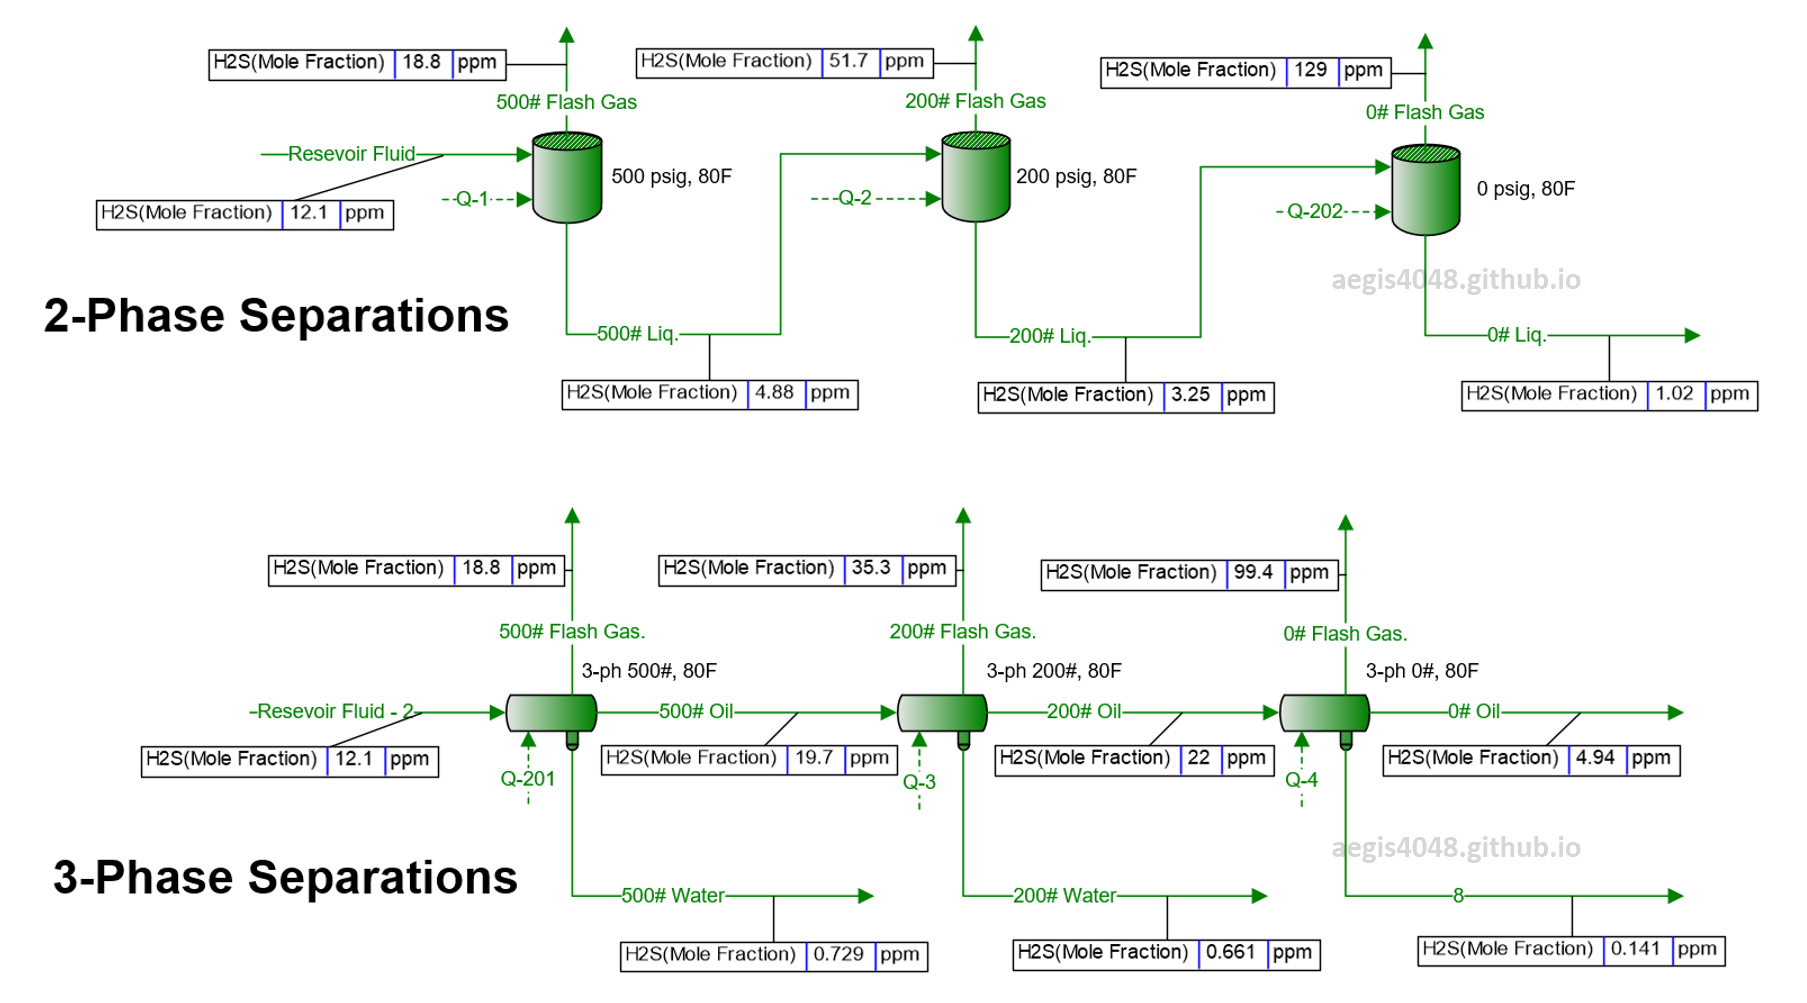 H2S(Mole Fraction) 18.8 ppm
H2S(Mole Fraction) 51.7 ppm
H2S(Mole Fraction) 129 ppm
500# Flash Gas
200# Flash Gas
0# Flash Gas
Resevoir Fluid
500 psig, 80F
200 psig, 80F
0 psig, 80F
Q-1
Q-2
Q-202
H2S(Mole Fraction) 12.1 ppm
aegis4048.github.io
2-Phase Separations
500# Liq.
200# Liq.
0# Liq.
H2S(Mole Fraction) 4.88 ppm
H2S(Mole Fraction) 3.25 ppm
H2S(Mole Fraction) 1.02 ppm
H2S(Mole Fraction) 18.8 ppm
H2S(Mole Fraction) 35.3 ppm
H2S(Mole Fraction) 99.4 ppm
500# Flash Gas.
200# Flash Gas.
0# Flash Gas.
3-ph 500#, 80F
3-ph 200#, 80F
3-ph 0#, 80F
Resevoir Fluid - 2
500# Oil
200# Oil
0# Oil
H2S(Mole Fraction) 12.1 ppm
H2S(Mole Fraction) 19.7 ppm
H2S(Mole Fraction) 22 ppm
H2S(Mole Fraction) 4.94 ppm
Q-201
Q-3
Q-4
aegis4048.github.io
3-Phase Separations
500# Water
200# Water
8
H2S(Mole Fraction) 0.729 ppm
H2S(Mole Fraction) 0.661 ppm
H2S(Mole Fraction) 0.141 ppm